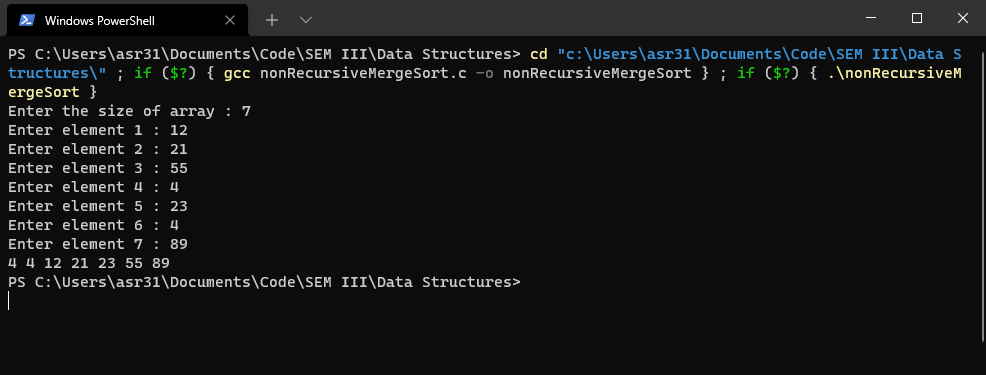 Windows PowerShell
PS C:\Users\asr31\Documents\Code\SEM III\Data Structures> cd "c:\Users\asr31\Documents\Code\SEM III\Data S
tructures\" ; if ($?) { gcc nonRecursiveMergeSort.c -o nonRecursiveMergeSort } ; if ($?) { .\nonRecursiveM
ergeSort }
Enter the size of array : 7
Enter element 1 : 12
Enter element 2 : 21
Enter element 3 : 55
Enter element 4 : 4
Enter element 5 : 23
Enter element 6 : 4
Enter element 7 : 89
4 4 12 21 23 55 89
PS C:\Users\asr31\Documents\Code\SEM III\Data Structures>